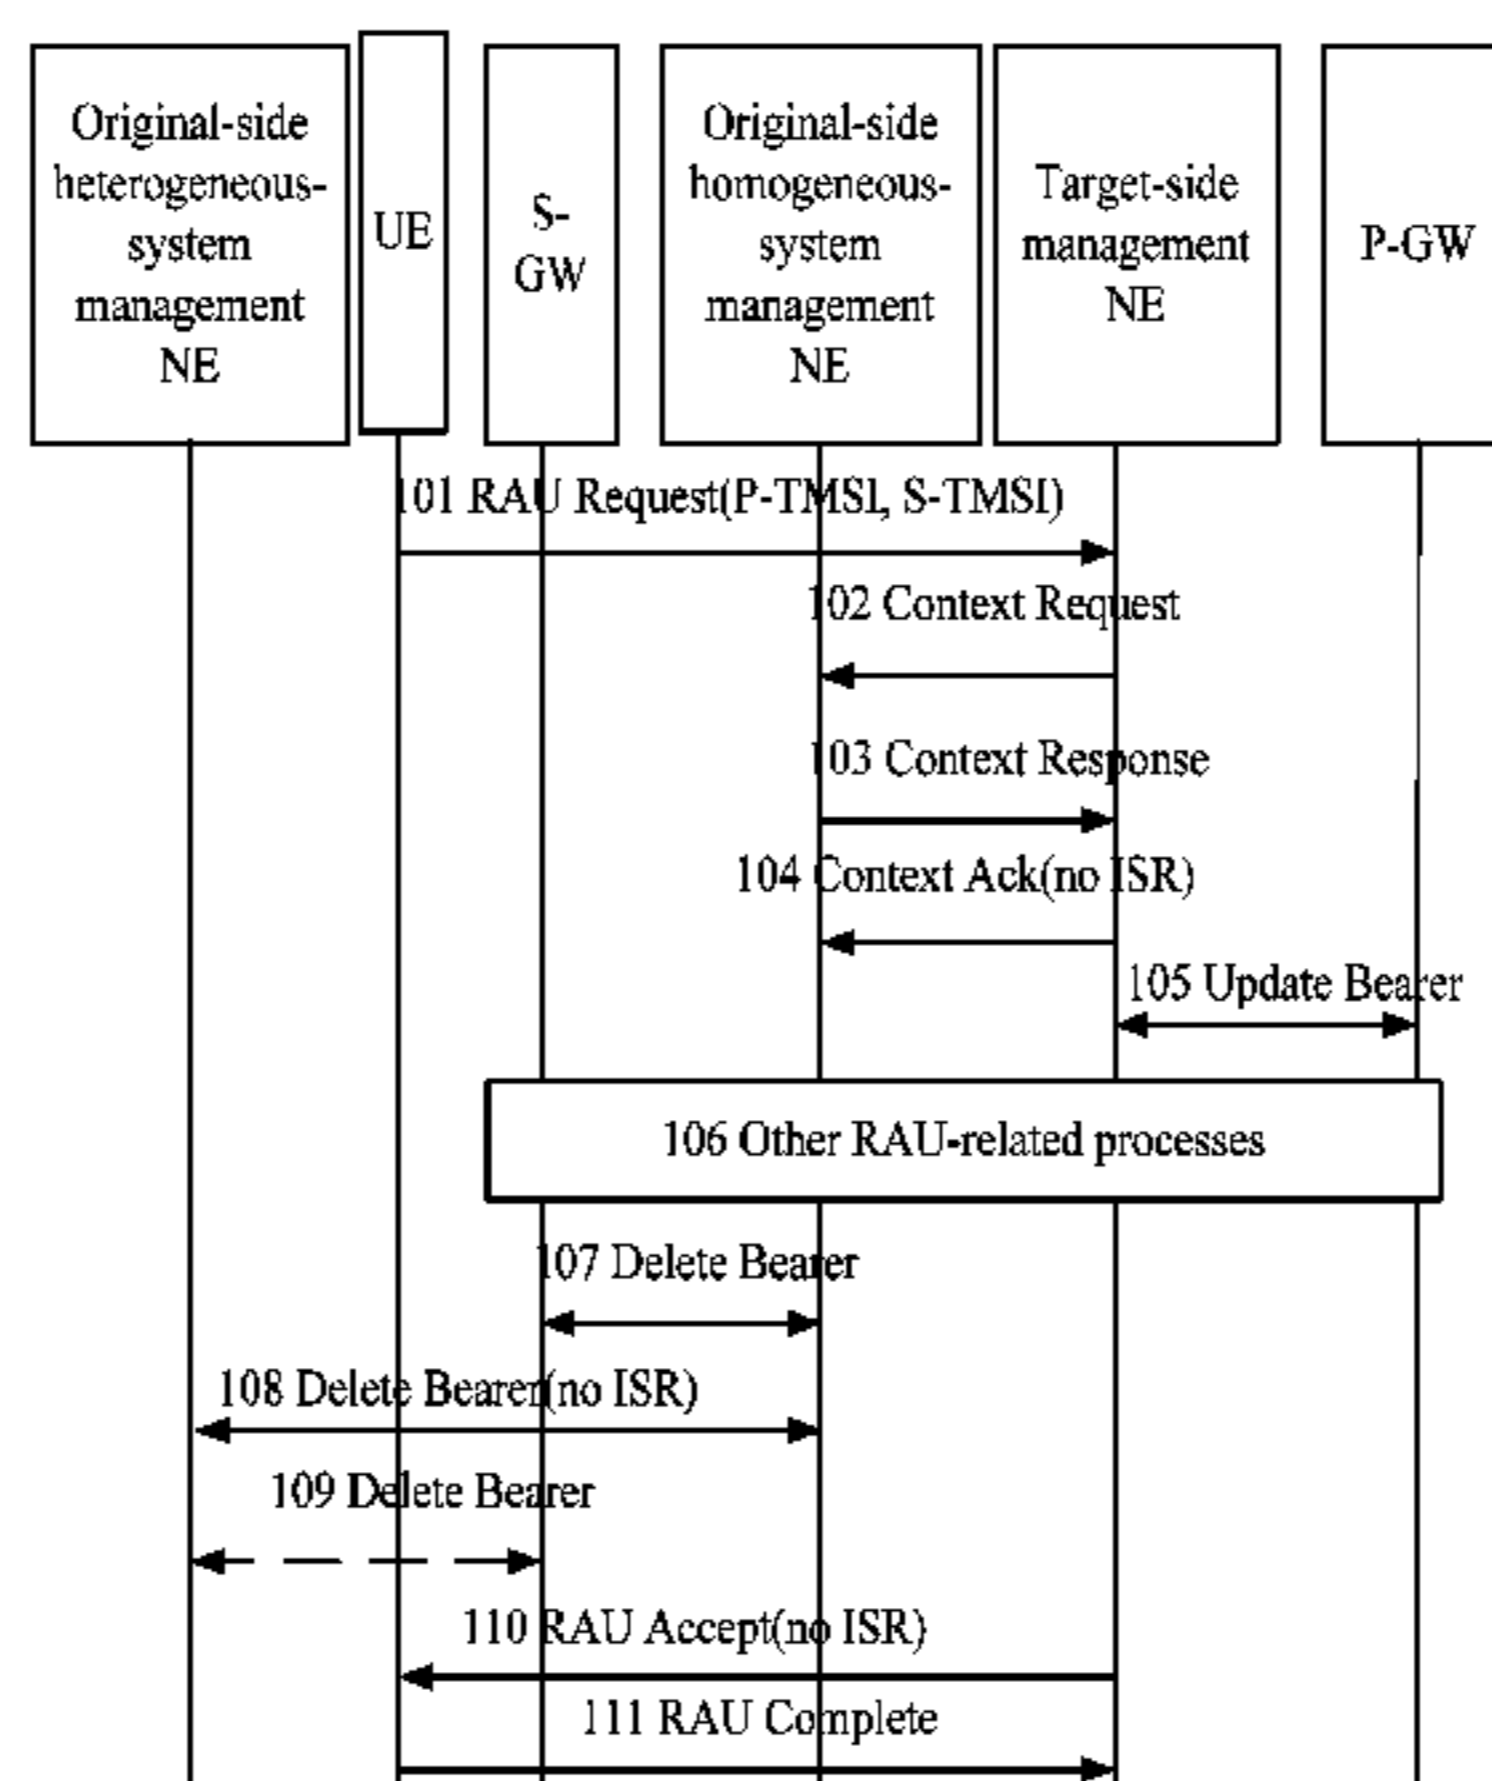 Original-side
heterogeneous-
system
management
NE
UE
S-
GW
Original-side
homogeneous-
system
management
NE
Target-side
management
NE
P-GW
101 RAU Request(P-TMSI, S-TMSI)
102 Context Request
103 Context Response
104 Context Ack(no ISR)
105 Update Bearer
106 Other RAU-related processes
107 Delete Bearer
108 Delete Bearer(no ISR)
109 Delete Bearer
110 RAU Accept(no ISR)
111 RAU Complete